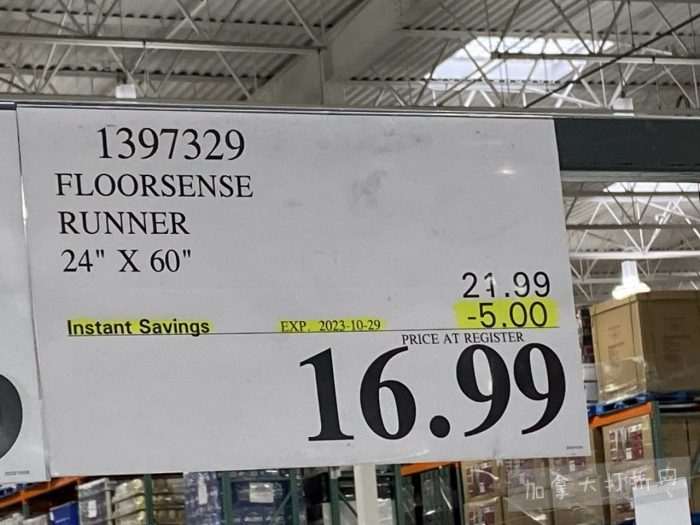 1397329
FLOORSENSE
RUNNER
24" X 60"
21.99
Instant Savings EXP. 2023-10-29 -5.00
PRICE AT REGISTER
16.99
加拿大打折君